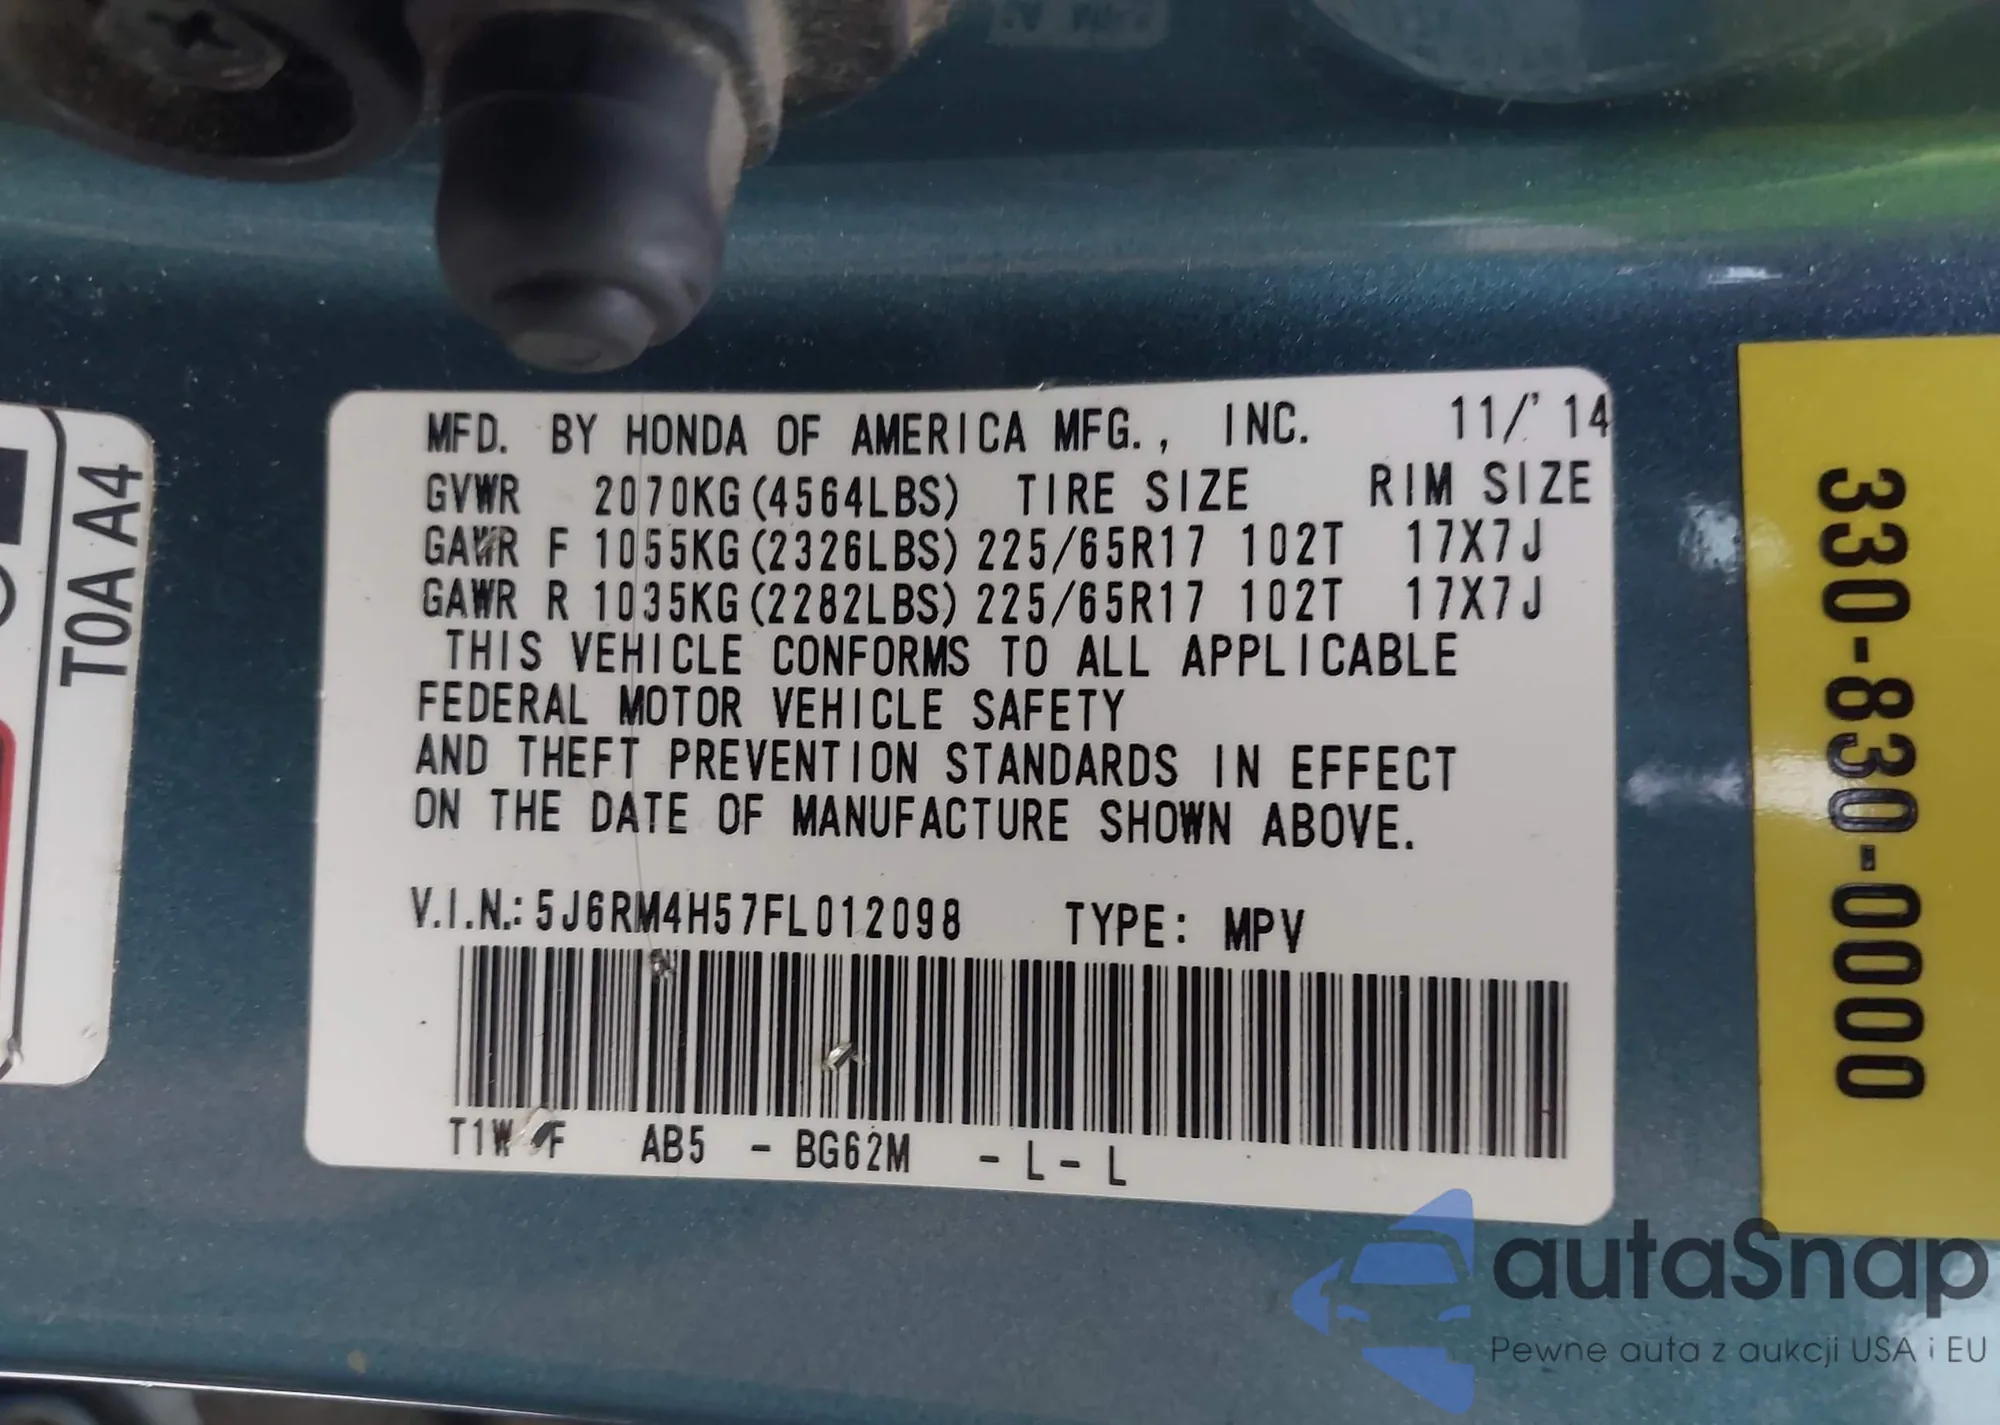 MFD. BY HONDA OF AMERICA MFG., INC. 11/'14
GVWR 2070KG(4564LBS) TIRE SIZE RIM SIZE
GAWR F 1055KG(2326LBS) 225/65R17 102T 17X7J
GAWR R 1035KG(2282LBS) 225/65R17 102T 17X7J
THIS VEHICLE CONFORMS TO ALL APPLICABLE
FEDERAL MOTOR VEHICLE SAFETY
AND THEFT PREVENTION STANDARDS IN EFFECT
ON THE DATE OF MANUFACTURE SHOWN ABOVE.
V.I.N.: 5J6RM4H57FL012098 TYPE: MPV
T1W F AB5 - BG62M - L - L
T0A A4
330-830-0000
autaSnap
Pewne auta z aukcji USA i EU